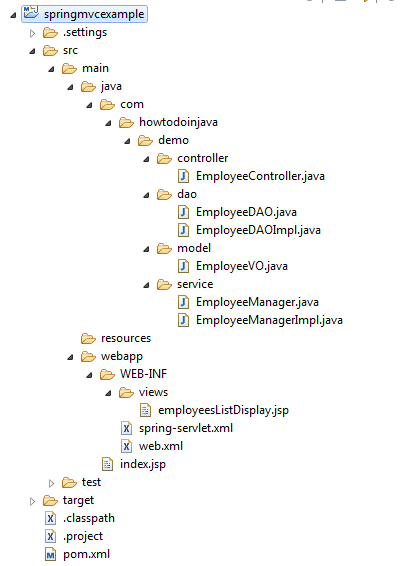 springmvcexample
.settings
src
main
java
com
howtodoinjava
demo
controller
EmployeeController.java
dao
EmployeeDAO.java
EmployeeDAOImpl.java
model
EmployeeVO.java
service
EmployeeManager.java
EmployeeManagerImpl.java
resources
webapp
WEB-INF
views
employeesListDisplay.jsp
spring-servlet.xml
web.xml
index.jsp
test
target
.classpath
.project
pom.xml